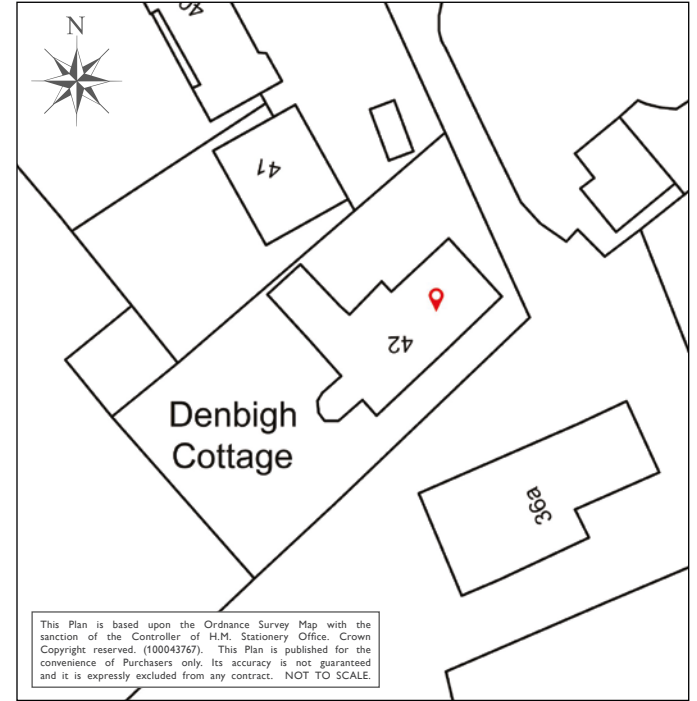 N
40
41
42
Denbigh
Cottage
36a
This Plan is based upon the Ordnance Survey Map with the
sanction of the Controller of H.M. Stationery Office. Crown
Copyright reserved. (100043767). This Plan is published for the
convenience of Purchasers only. Its accuracy is not guaranteed
and it is expressly excluded from any contract. NOT TO SCALE.